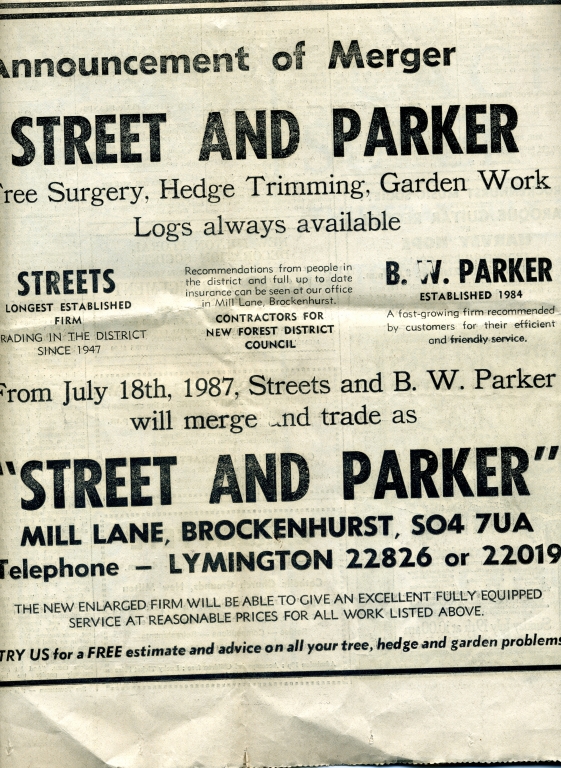 Announcement of Merger
STREET AND PARKER
Tree Surgery, Hedge Trimming, Garden Work
Logs always available
STREETS
LONGEST ESTABLISHED
FIRM
TRADING IN THE DISTRICT
SINCE 1947
Recommendations from people in
the district and full up to date
insurance can be seen at our office
in Mill Lane, Brockenhurst.
CONTRACTORS FOR
NEW FOREST DISTRICT
COUNCIL
B. W. PARKER
ESTABLISHED 1984
A fast-growing firm recommended
by customers for their efficient
and friendly service.
From July 18th, 1987, Streets and B. W. Parker
will merge and trade as
"STREET AND PARKER"
MILL LANE, BROCKENHURST, SO4 7UA
Telephone – LYMINGTON 22826 or 22019
THE NEW ENLARGED FIRM WILL BE ABLE TO GIVE AN EXCELLENT FULLY EQUIPPED
SERVICE AT REASONABLE PRICES FOR ALL WORK LISTED ABOVE.
TRY US for a FREE estimate and advice on all your tree, hedge and garden problems